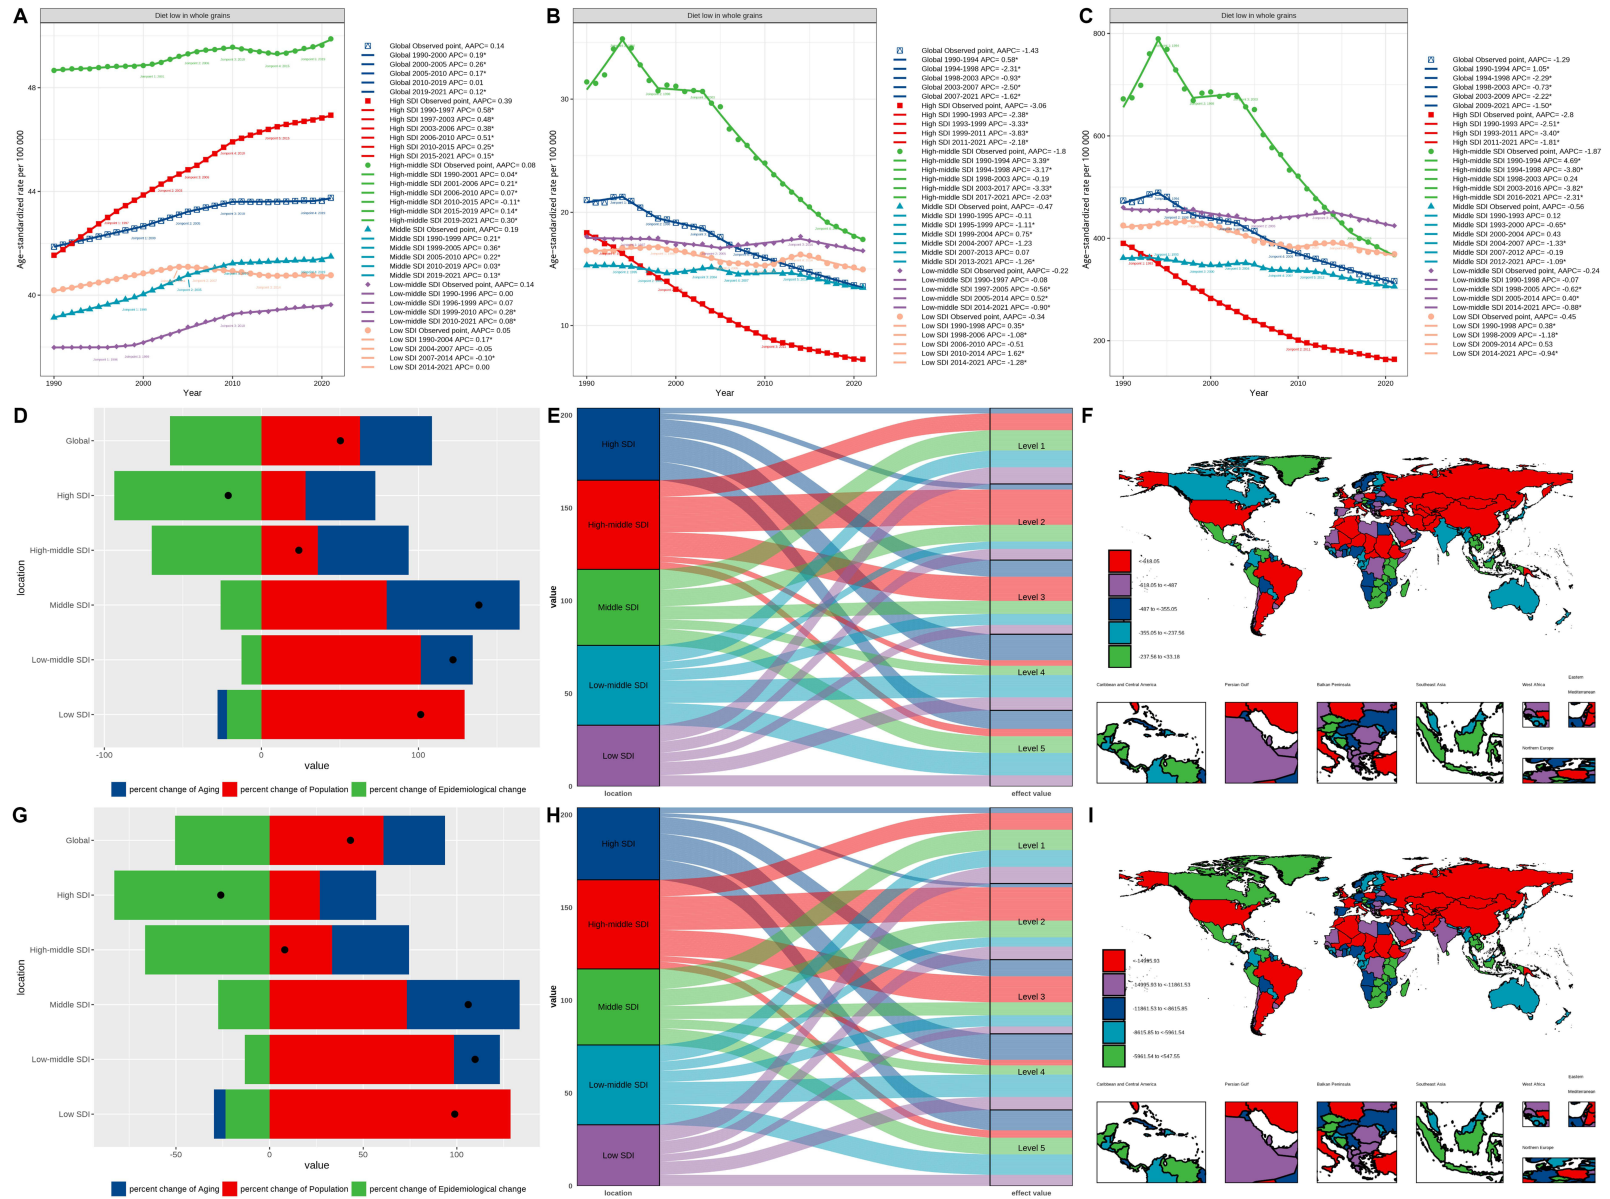 A
Diet low in whole grains
Age-standardized rate per 100 000
48
44
40
1990
2000
2010
2020
Year
Global Observed point, AAPC= 0.14
Global 1990-2000 APC= 0.19*
Global 2000-2005 APC= 0.26*
Global 2005-2010 APC= 0.17*
Global 2010-2019 APC= 0.01
Global 2019-2021 APC= 0.12*
High SDI Observed point, AAPC= 0.39
High SDI 1990-1997 APC= 0.58*
High SDI 1997-2003 APC= 0.48*
High SDI 2003-2006 APC= 0.38*
High SDI 2006-2010 APC= 0.51*
High SDI 2010-2015 APC= 0.25*
High SDI 2015-2021 APC= 0.15*
High-middle SDI Observed point, AAPC= 0.08
High-middle SDI 1990-2001 APC= 0.04*
High-middle SDI 2001-2006 APC= 0.21*
High-middle SDI 2006-2010 APC= 0.07*
High-middle SDI 2010-2015 APC= -0.11*
High-middle SDI 2015-2019 APC= 0.14*
High-middle SDI 2019-2021 APC= 0.30*
Middle SDI Observed point, AAPC= 0.19
Middle SDI 1990-1999 APC= 0.21*
Middle SDI 1999-2005 APC= 0.36*
Middle SDI 2005-2010 APC= 0.22*
Middle SDI 2010-2019 APC= 0.03*
Middle SDI 2019-2021 APC= 0.13*
Low-middle SDI Observed point, AAPC= 0.14
Low-middle SDI 1990-1996 APC= 0.00
Low-middle SDI 1996-1999 APC= 0.07
Low-middle SDI 1999-2010 APC= 0.28*
Low-middle SDI 2010-2021 APC= 0.08*
Low SDI Observed point, AAPC= 0.05
Low SDI 1990-2004 APC= 0.17*
Low SDI 2004-2007 APC= -0.05
Low SDI 2007-2014 APC= -0.10*
Low SDI 2014-2021 APC= 0.00
B
Diet low in whole grains
Age-standardized rate per 100 000
30
20
10
1990
2000
2010
2020
Year
Global Observed point, AAPC= -1.43
Global 1990-1994 APC= 0.58*
Global 1994-1998 APC= -2.31*
Global 1998-2003 APC= -0.93*
Global 2003-2007 APC= -2.50*
Global 2007-2021 APC= -1.62*
High SDI Observed point, AAPC= -3.06
High SDI 1990-1993 APC= -2.38*
High SDI 1993-1999 APC= -3.33*
High SDI 1999-2011 APC= -3.83*
High SDI 2011-2021 APC= -2.18*
High-middle SDI Observed point, AAPC= -1.8
High-middle SDI 1990-1994 APC= 3.39*
High-middle SDI 1994-1998 APC= -3.17*
High-middle SDI 1998-2003 APC= -0.19
High-middle SDI 2003-2017 APC= -3.33*
High-middle SDI 2017-2021 APC= -2.03*
Middle SDI Observed point, AAPC= -0.47
Middle SDI 1990-1995 APC= -0.11
Middle SDI 1995-1999 APC= -1.11*
Middle SDI 1999-2004 APC= 0.75*
Middle SDI 2004-2007 APC= -1.23
Middle SDI 2007-2013 APC= 0.07
Middle SDI 2013-2021 APC= -1.26*
Low-middle SDI Observed point, AAPC= -0.22
Low-middle SDI 1990-1997 APC= -0.08
Low-middle SDI 1997-2005 APC= -0.56*
Low-middle SDI 2005-2014 APC= 0.52*
Low-middle SDI 2014-2021 APC= -0.90*
Low SDI Observed point, AAPC= -0.34
Low SDI 1990-1998 APC= 0.35*
Low SDI 1998-2006 APC= -1.08*
Low SDI 2006-2010 APC= -0.51
Low SDI 2010-2014 APC= 1.62*
Low SDI 2014-2021 APC= -1.28*
C
Diet low in whole grains
Age-standardized rate per 100 000
800
600
400
200
1990
2000
2010
2020
Year
Global Observed point, AAPC= -1.29
Global 1990-1994 APC= 1.05*
Global 1994-1998 APC= -2.29*
Global 1998-2003 APC= -0.73*
Global 2003-2009 APC= -2.22*
Global 2009-2021 APC= -1.50*
High SDI Observed point, AAPC= -2.8
High SDI 1990-1993 APC= -2.51*
High SDI 1993-2011 APC= -3.40*
High SDI 2011-2021 APC= -1.81*
High-middle SDI Observed point, AAPC= -1.87
High-middle SDI 1990-1994 APC= 4.69*
High-middle SDI 1994-1998 APC= -3.80*
High-middle SDI 1998-2003 APC= 0.24
High-middle SDI 2003-2016 APC= -3.82*
High-middle SDI 2016-2021 APC= -2.31*
Middle SDI Observed point, AAPC= -0.56
Middle SDI 1990-1993 APC= 0.12
Middle SDI 1993-2000 APC= -0.65*
Middle SDI 2000-2004 APC= 0.43
Middle SDI 2004-2007 APC= -1.33*
Middle SDI 2007-2012 APC= -0.19
Middle SDI 2012-2021 APC= -1.09*
Low-middle SDI Observed point, AAPC= -0.24
Low-middle SDI 1990-1998 APC= -0.07
Low-middle SDI 1998-2005 APC= -0.62*
Low-middle SDI 2005-2014 APC= 0.40*
Low-middle SDI 2014-2021 APC= -0.88*
Low SDI Observed point, AAPC= -0.45
Low SDI 1990-1998 APC= 0.38*
Low SDI 1998-2009 APC= -1.18*
Low SDI 2009-2014 APC= 0.53
Low SDI 2014-2021 APC= -0.94*
D
location
Global
High SDI
High-middle SDI
Middle SDI
Low-middle SDI
Low SDI
-100
0
100
value
percent change of Aging
percent change of Population
percent change of Epidemiological change
E
value
200
150
100
50
0
High SDI
High-middle SDI
Middle SDI
Low-middle SDI
Low SDI
Level 1
Level 2
Level 3
Level 4
Level 5
location
effect value
F
<-618.05
-618.05 to <-487
-487 to <-355.05
-355.05 to <-237.56
-237.56 to <33.18
Caribbean and Central America
Persian Gulf
Balkan Peninsula
Southeast Asia
West Africa
Eastern
Mediterranean
Northern Europe
G
location
Global
High SDI
High-middle SDI
Middle SDI
Low-middle SDI
Low SDI
-50
0
50
100
value
percent change of Aging
percent change of Population
percent change of Epidemiological change
H
value
200
150
100
50
0
High SDI
High-middle SDI
Middle SDI
Low-middle SDI
Low SDI
Level 1
Level 2
Level 3
Level 4
Level 5
location
effect value
I
<-14995.93
-14995.93 to <-11861.53
-11861.53 to <-8615.85
-8615.85 to <-5961.54
-5961.54 to <547.55
Caribbean and Central America
Persian Gulf
Balkan Peninsula
Southeast Asia
West Africa
Eastern
Mediterranean
Northern Europe